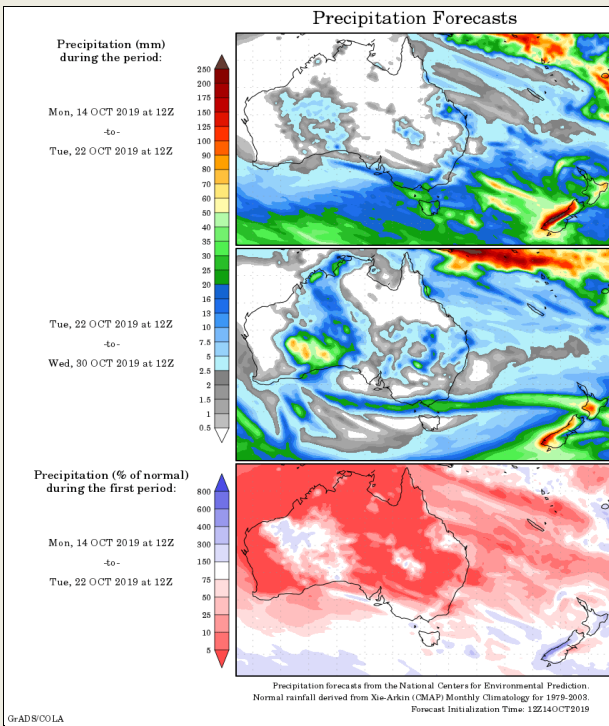 Precipitation Forecasts
Precipitation (mm)
during the period:
Mon, 14 OCT 2019 at 12Z
-to-
Tue, 22 OCT 2019 at 12Z
250
200
175
150
125
100
90
80
70
60
50
40
35
30
25
20
16
13
10
7.5
5
2.5
2
1.5
1
0.5
Tue, 22 OCT 2019 at 12Z
-to-
Wed, 30 OCT 2019 at 12Z
Precipitation (% of normal)
during the first period:
Mon, 14 OCT 2019 at 12Z
-to-
Tue, 22 OCT 2019 at 12Z
800
600
400
300
150
75
50
25
10
5
Precipitation forecasts from the National Centers for Environmental Prediction.
Normal rainfall derived from Xie-Arkin (CMAP) Monthly Climatology for 1979-2003.
Forecast Initialization Time: 12Z14OCT2019
GrADS/COLA